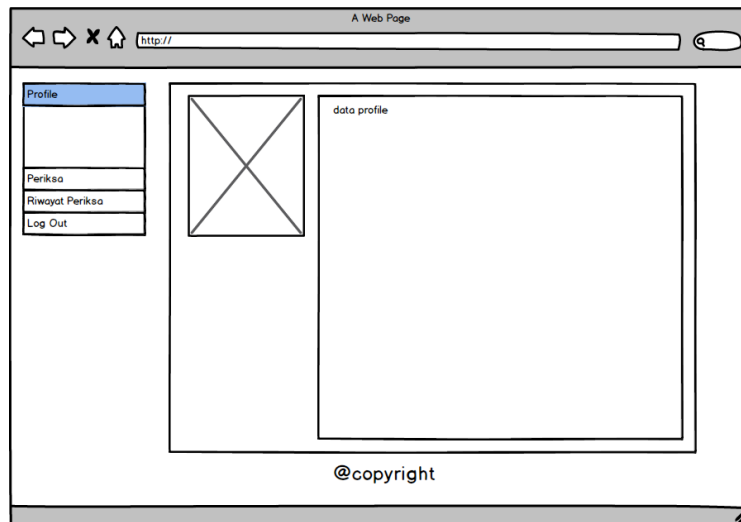 A Web Page
http://
Profile
Periksa
Riwayat Periksa
Log Out
data profile
@copyright